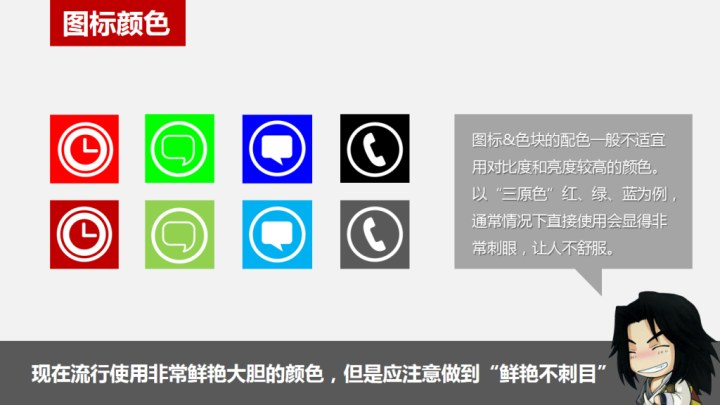 图标颜色
图标&色块的配色一般不适宜
用对比度和亮度较高的颜色。
以“三原色”红、绿、蓝为例，
通常情况下直接使用会显得非
常刺眼，让人不舒服。
现在流行使用非常鲜艳大胆的颜色，但是应注意做到“鲜艳不刺目”